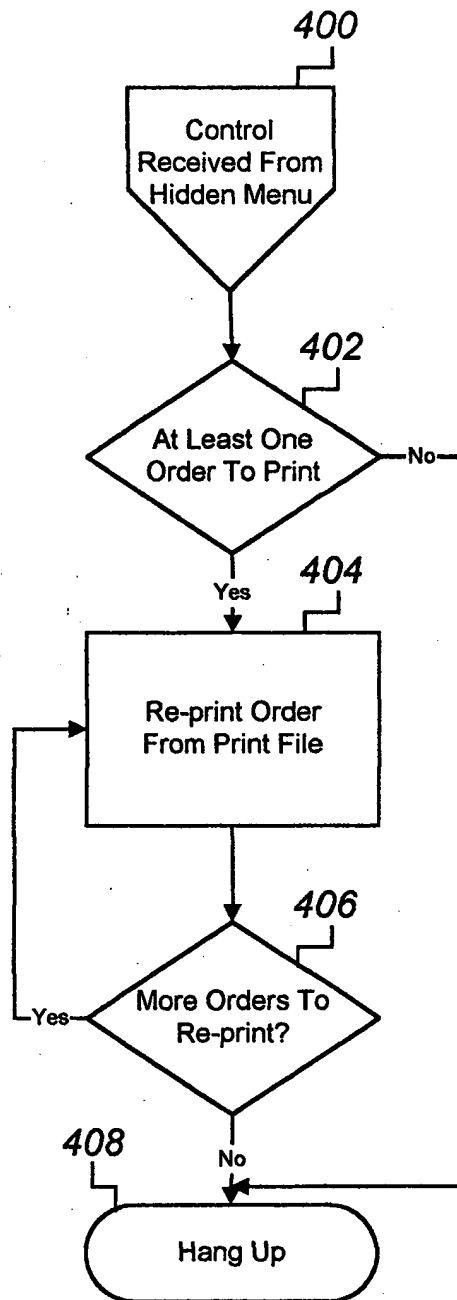 400
Control
Received From
Hidden Menu
402
At Least One
Order To Print
No
Yes
404
Re-print Order
From Print File
406
More Orders To
Re-print?
Yes
No
408
Hang Up